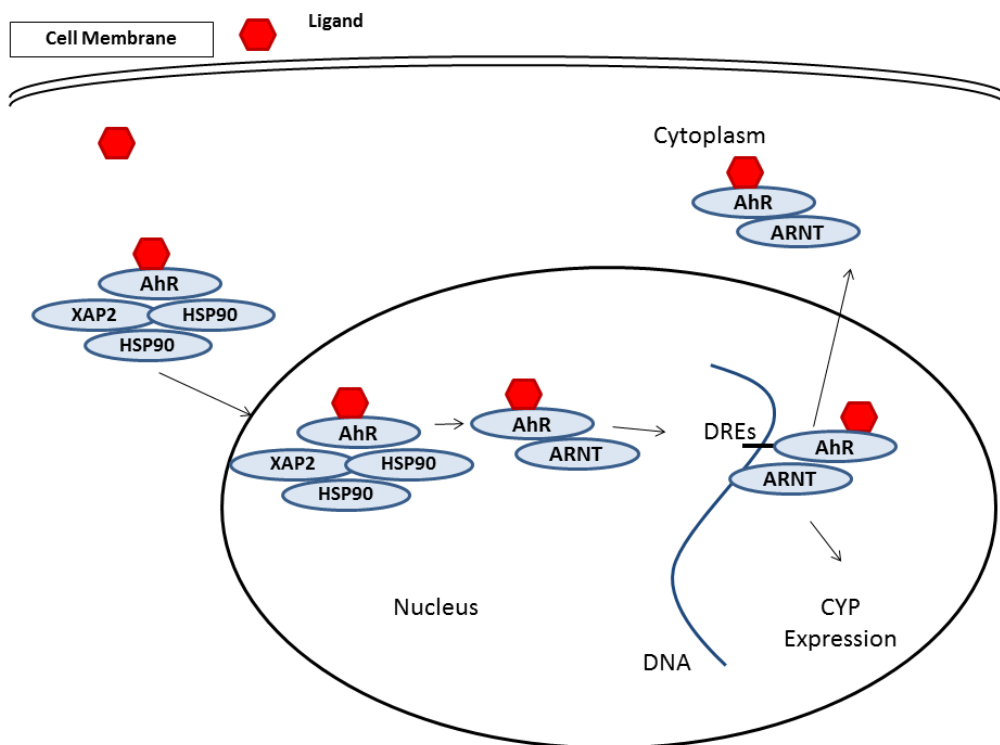 Ligand
Cell Membrane
Cytoplasm
AhR
ARNT
AhR
XAP2
HSP90
HSP90
AhR
XAP2
HSP90
HSP90
AhR
ARNT
DREs
AhR
ARNT
Nucleus
CYP
Expression
DNA